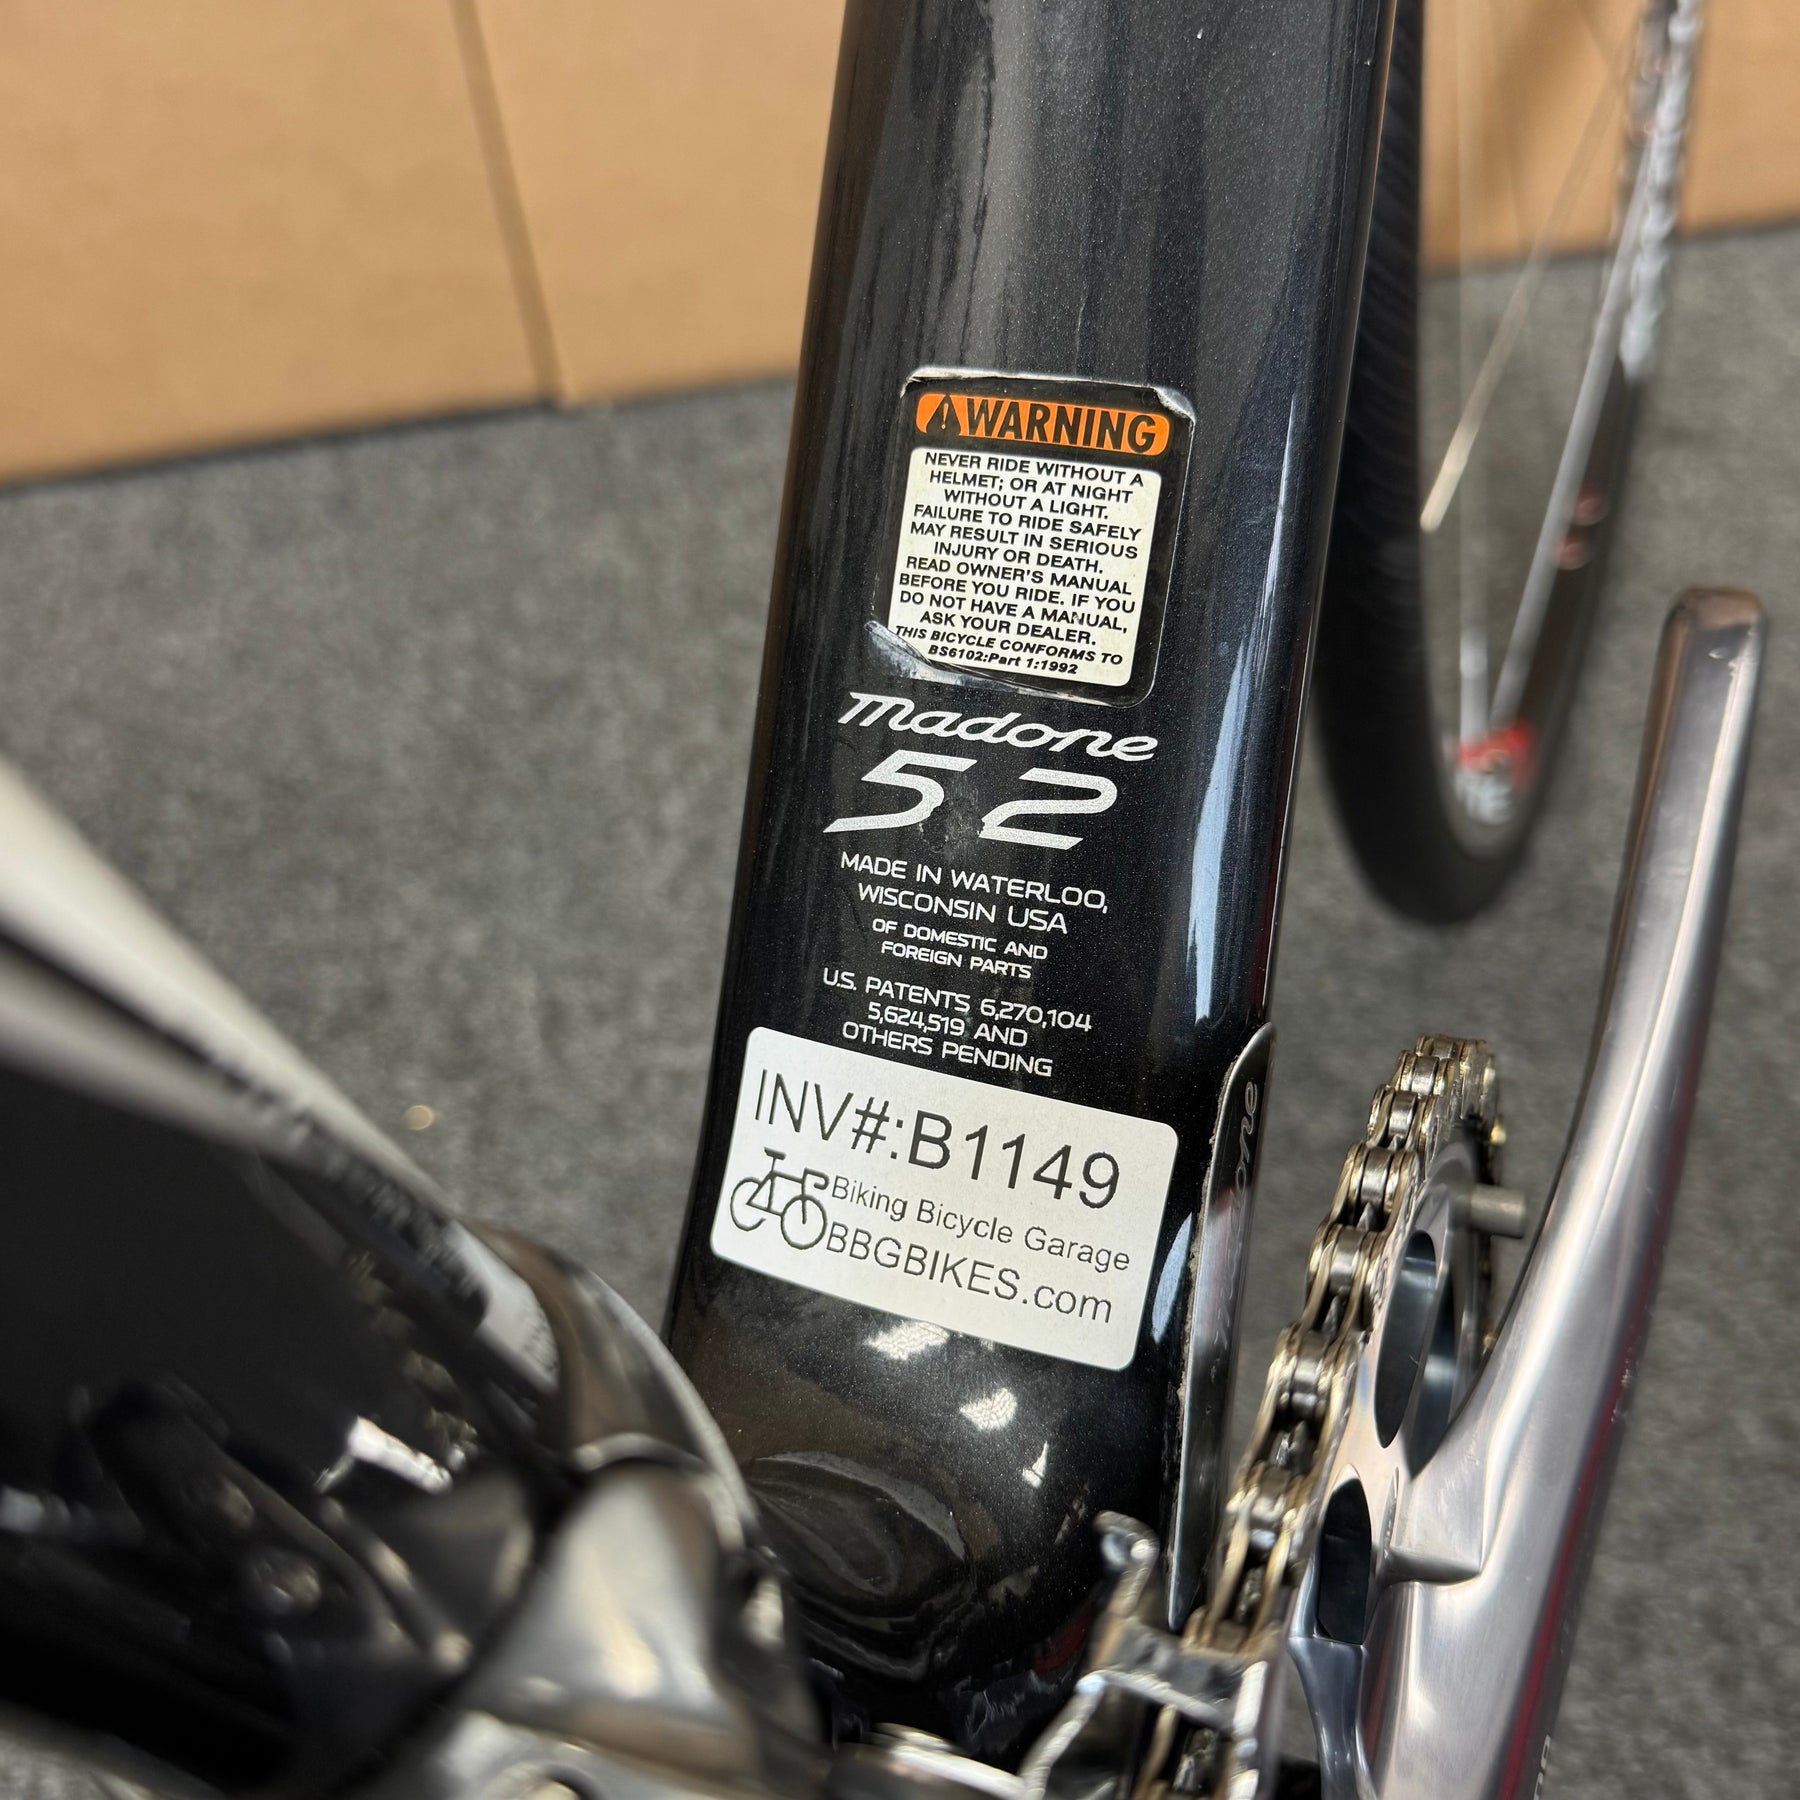 WARNING
NEVER RIDE WITHOUT A
HELMET; OR AT NIGHT
WITHOUT A LIGHT.
FAILURE TO RIDE SAFELY
MAY RESULT IN SERIOUS
INJURY OR DEATH.
READ OWNER'S MANUAL
BEFORE YOU RIDE. IF YOU
DO NOT HAVE A MANUAL,
ASK YOUR DEALER.
THIS BICYCLE CONFORMS TO
BS6102:Part 1:1992
madone
5 2
MADE IN WATERLOO,
WISCONSIN USA
OF DOMESTIC AND
FOREIGN PARTS
U.S. PATENTS 6,270,104
5,624,519 AND
OTHERS PENDING
INV#:B1149
Biking Bicycle Garage
BBGBIKES.com